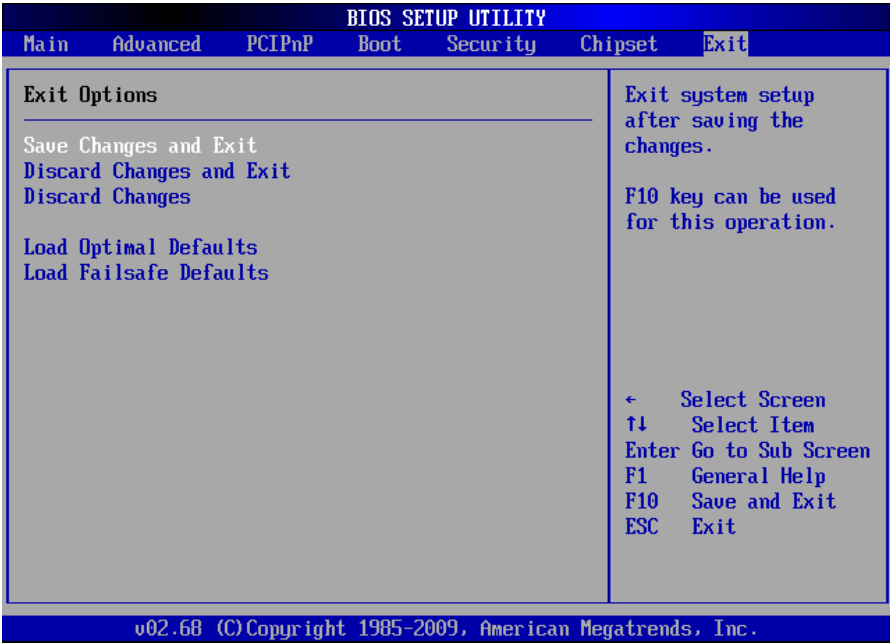 BIOS SETUP UTILITY
Main Advanced PCIPnP Boot Security Chipset Exit
Exit Options
Save Changes and Exit
Discard Changes and Exit
Discard Changes
Load Optimal Defaults
Load Failsafe Defaults
Exit system setup
after saving the
changes.
F10 key can be used
for this operation.
← Select Screen
↑↓ Select Item
Enter Go to Sub Screen
F1 General Help
F10 Save and Exit
ESC Exit
v02.68 (C)Copyright 1985-2009, American Megatrends, Inc.